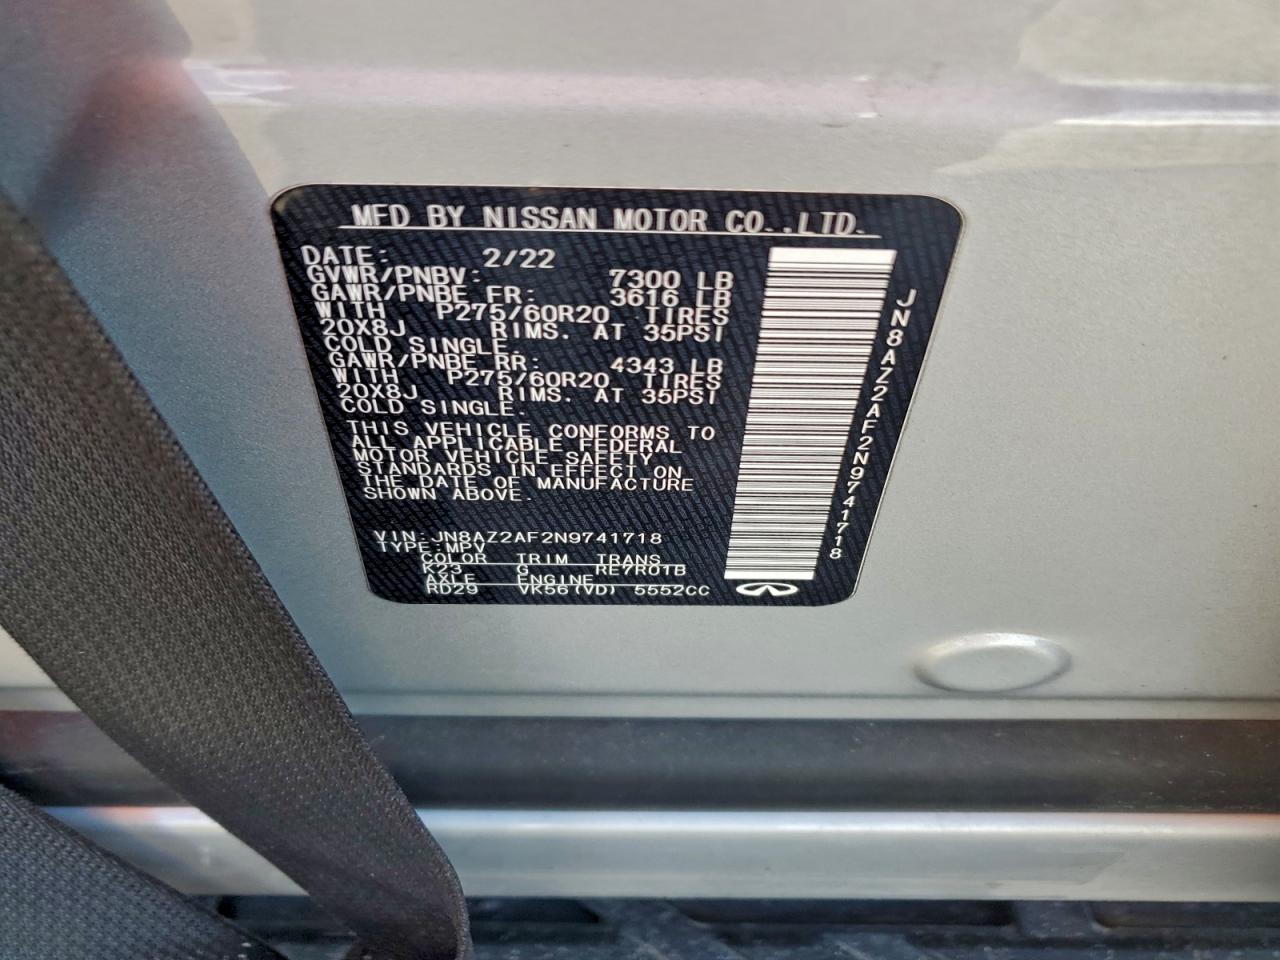 MFD BY NISSAN MOTOR CO.,LTD.
DATE: 2/22
GVWR/PNBV: 7300 LB
GAWR/PNBE FR: 3616 LB
WITH P275/60R20 TIRES
20X8J RIMS. AT 35PSI
COLD SINGLE.
GAWR/PNBE RR: 4343 LB
WITH P275/60R20 TIRES
20X8J RIMS. AT 35PSI
COLD SINGLE.
THIS VEHICLE CONFORMS TO
ALL APPLICABLE FEDERAL
MOTOR VEHICLE SAFETY
STANDARDS IN EFFECT ON
THE DATE OF MANUFACTURE
SHOWN ABOVE.
VIN:JN8AZ2AF2N9741718
TYPE:MPV
COLOR TRIM TRANS
K23 G RE7R01B
AXLE ENGINE
RD29 VK56(VD) 5552CC
JN8AZ2AF2N9741718